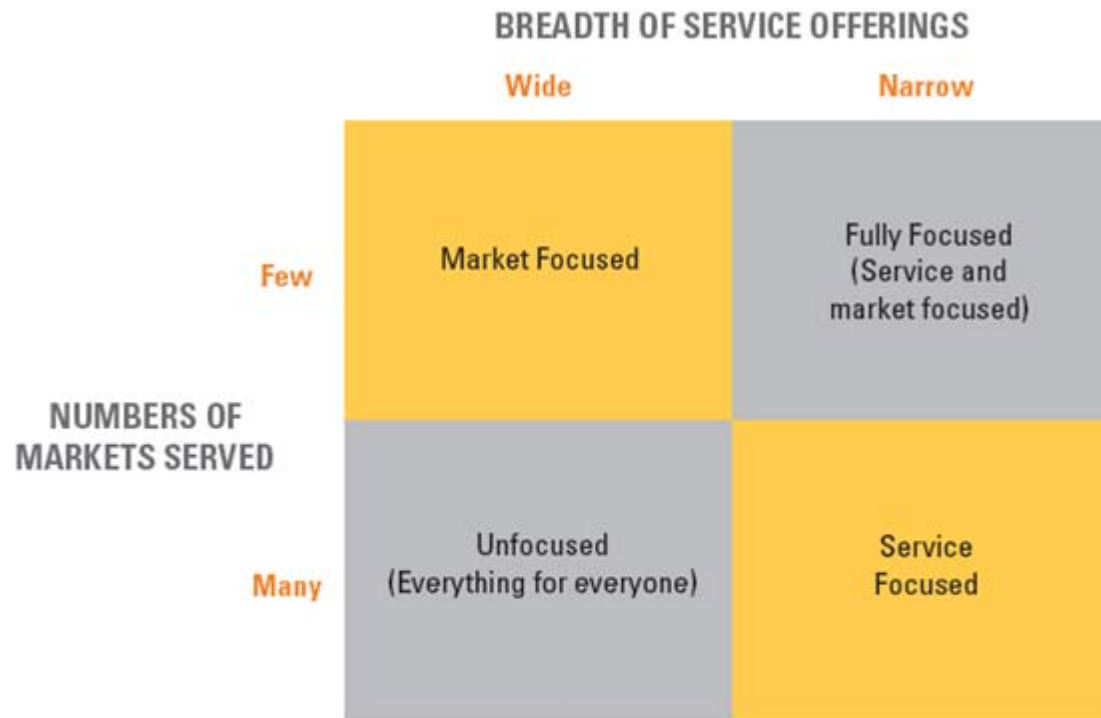 BREADTH OF SERVICE OFFERINGS
Wide
Narrow
Few
Market Focused
Fully Focused
(Service and
market focused)
NUMBERS OF
MARKETS SERVED
Many
Unfocused
(Everything for everyone)
Service
Focused